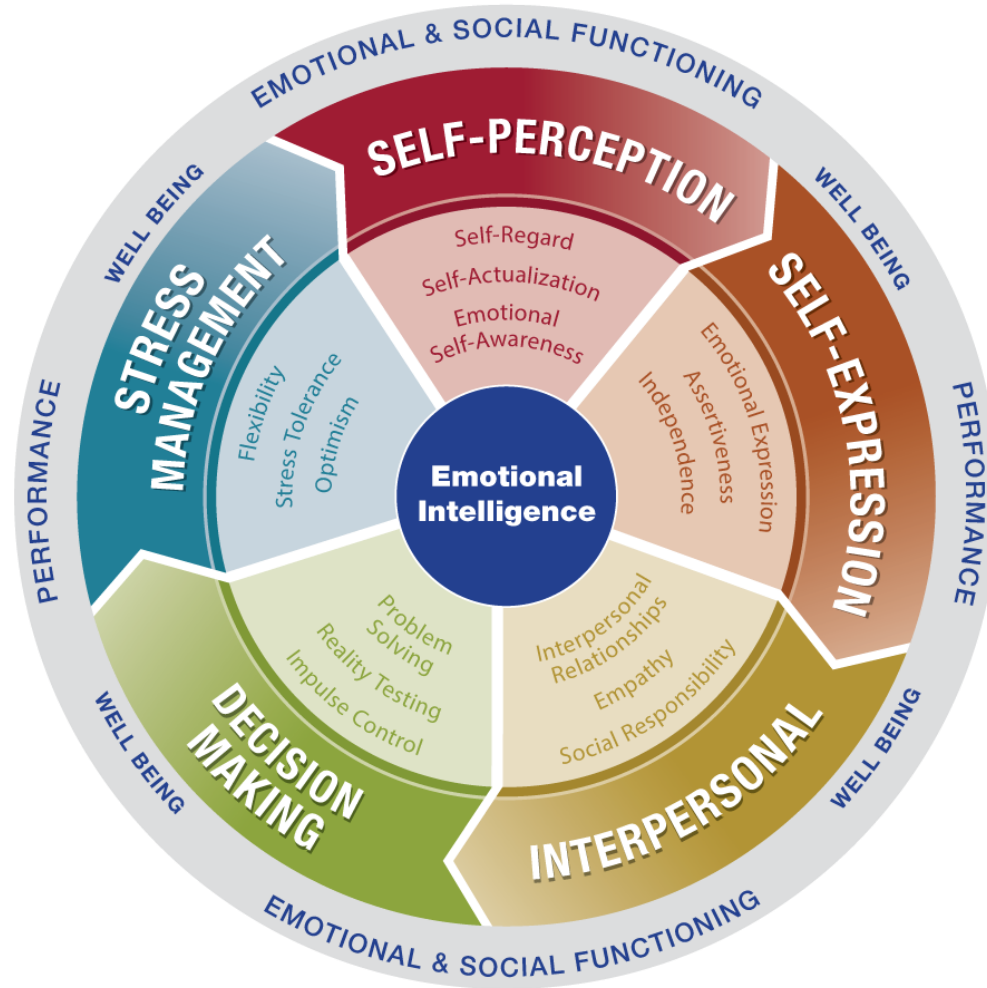 EMOTIONAL & SOCIAL FUNCTIONING
WELL BEING
WELL BEING
PERFORMANCE
PERFORMANCE
WELL BEING
WELL BEING
EMOTIONAL & SOCIAL FUNCTIONING
SELF-PERCEPTION
Self-Regard
Self-Actualization
Emotional
Self-Awareness
SELF-EXPRESSION
Emotional Expression
Assertiveness
Independence
INTERPERSONAL
Interpersonal
Relationships
Empathy
Social Responsibility
DECISION
MAKING
Problem
Solving
Reality Testing
Impulse Control
STRESS
MANAGEMENT
Flexibility
Stress Tolerance
Optimism
Emotional
Intelligence